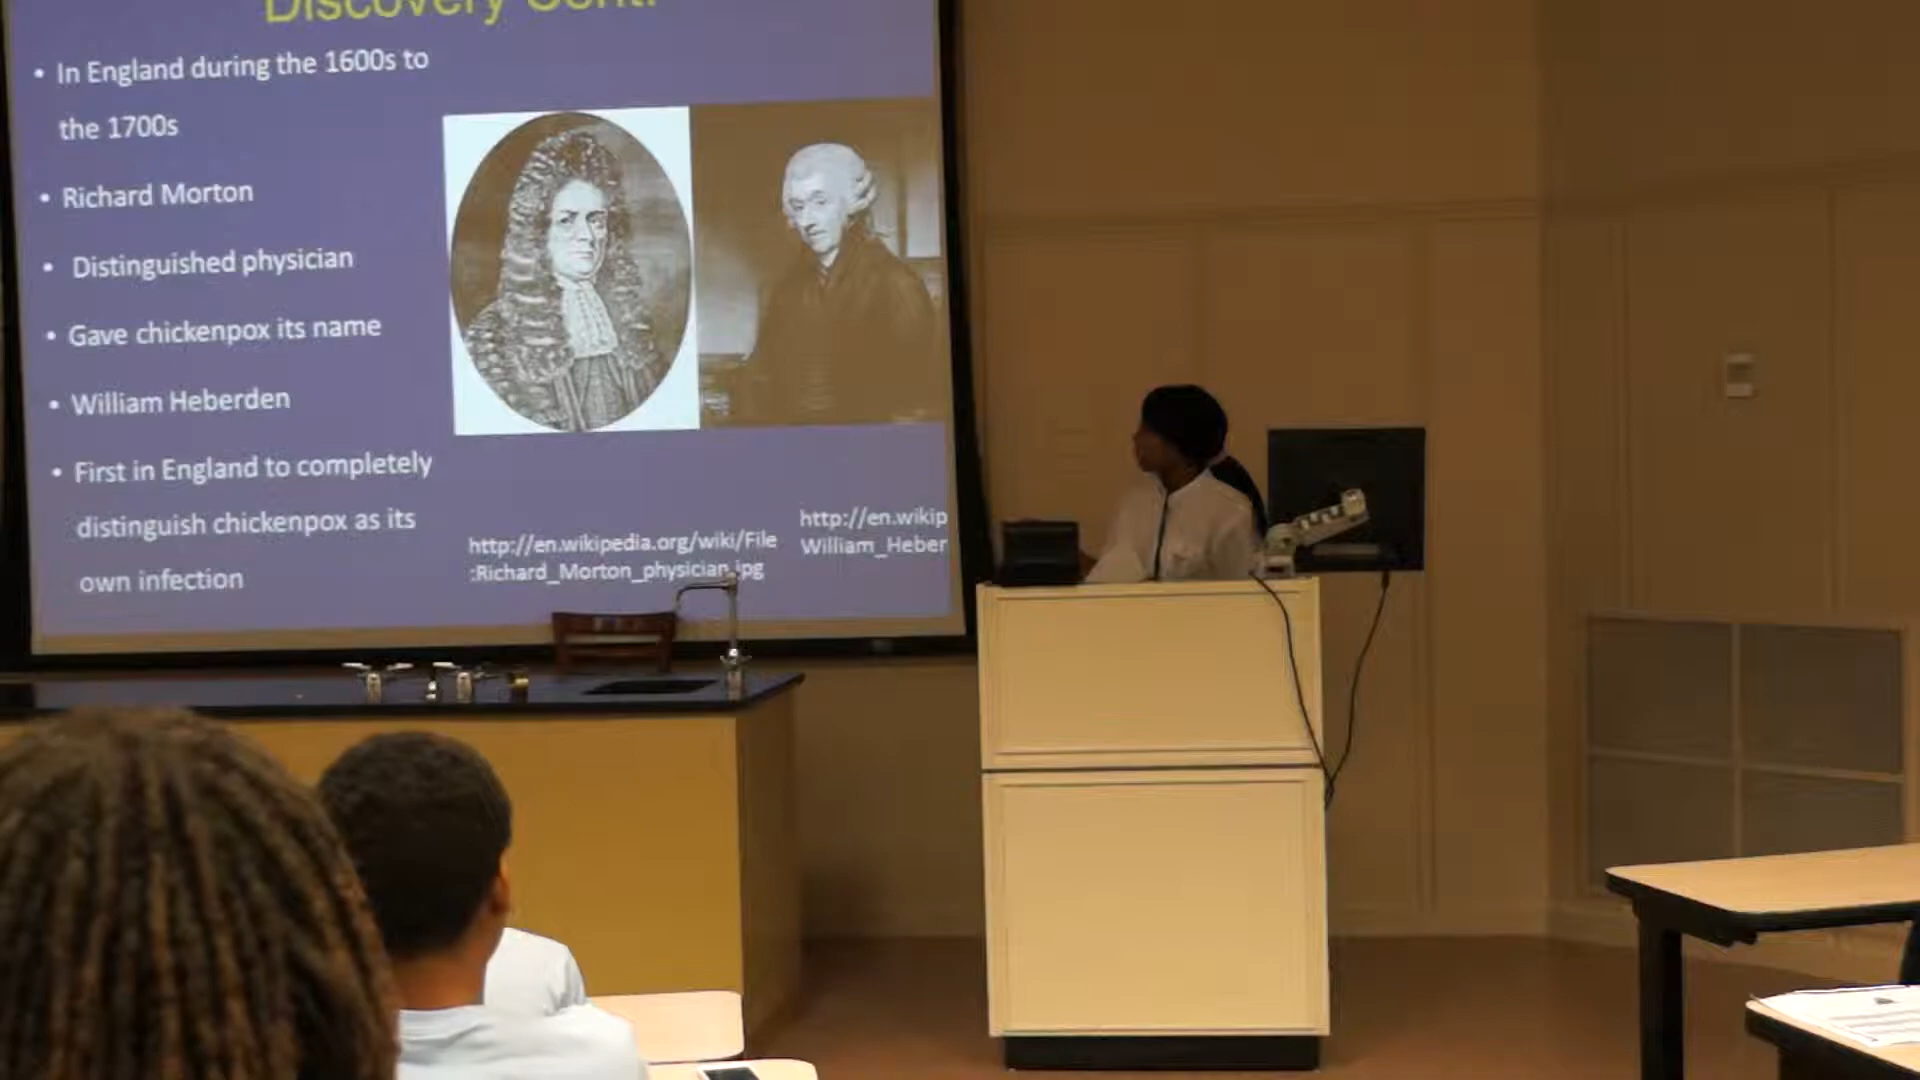 Discovery Cont.
• In England during the 1600s to
the 1700s
• Richard Morton
• Distinguished physician
• Gave chickenpox its name
• William Heberden
• First in England to completely
distinguish chickenpox as its
own infection
http://en.wikipedia.org/wiki/File
:Richard_Morton_physician.jpg
http://en.wikip
William_Heber